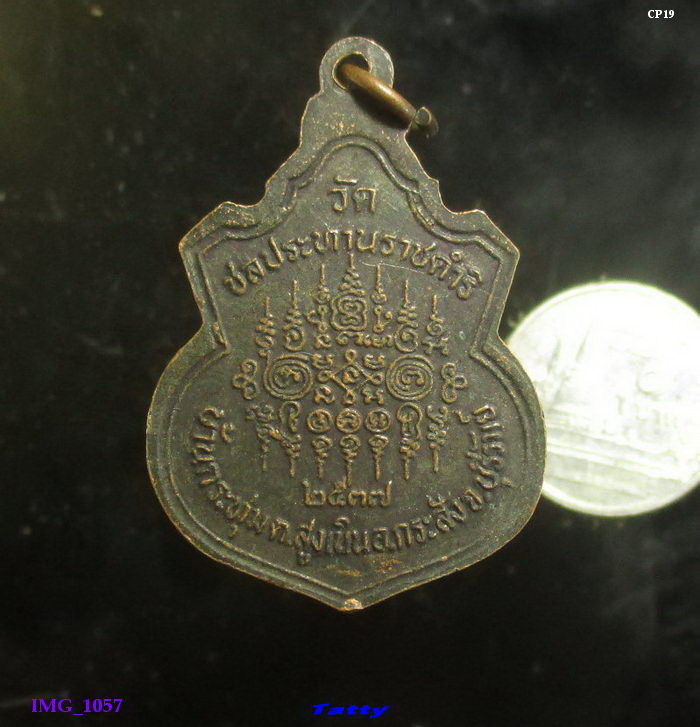 CP19
วัด
ชลประทานราชดำริ
๒๕๓๗
บ้านกระทุ่ม ต.สูงเนิน อ.กระสัง จ.บุรีรัมย์
IMG_1057
Tatty